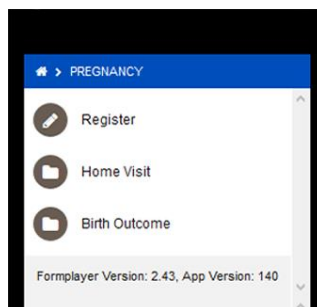 > PREGNANCY
Register
Home Visit
Birth Outcome
Formplayer Version: 2.43, App Version: 140